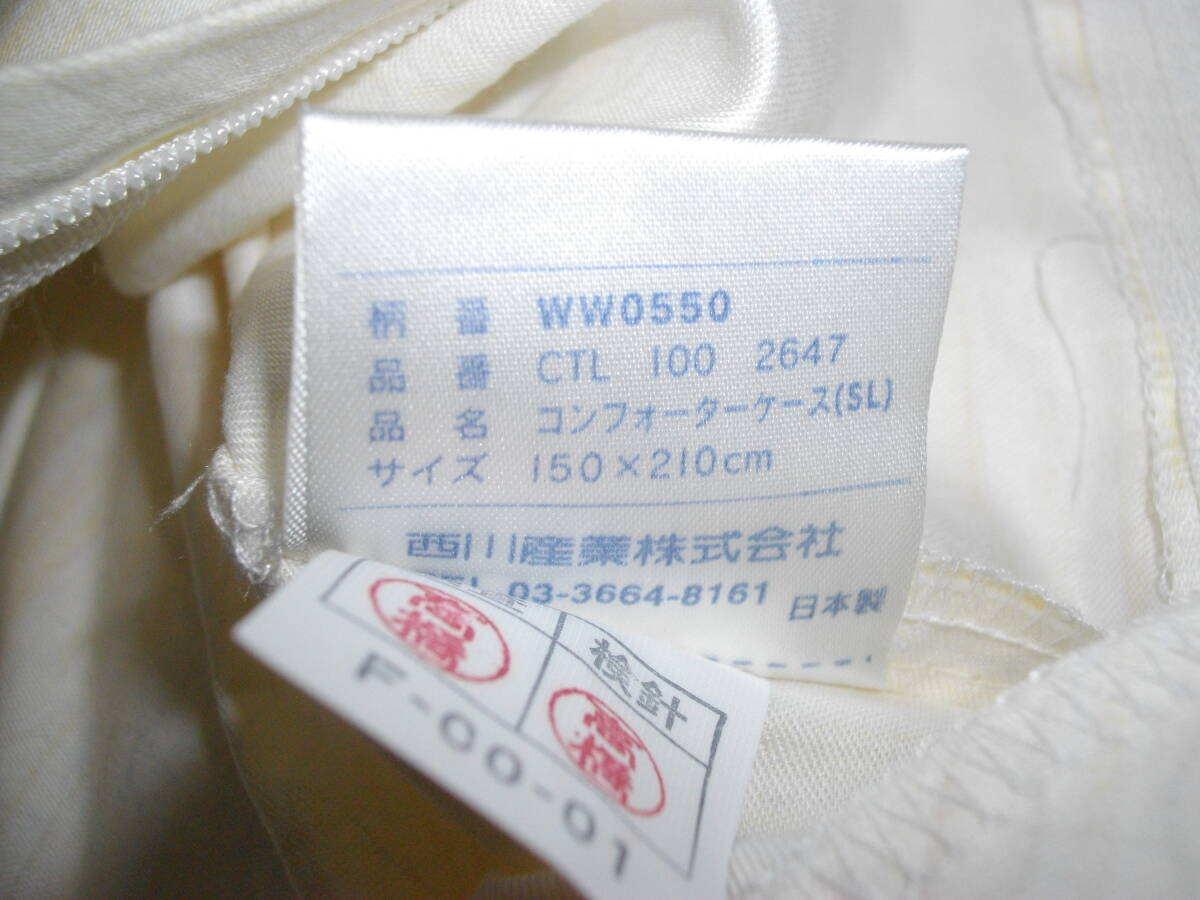 柄番 WW0550
品番 CTL 100 2647
品名 コンフォーターケース(SL)
サイズ 150×210cm
西川産業株式会社
TEL 03-3664-8161 日本製
検針
高橋
高橋
F-00-01